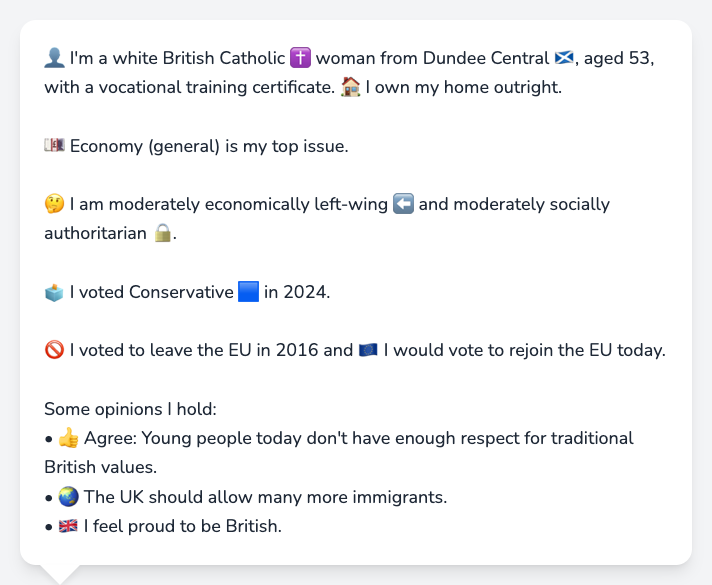 👤 I'm a white British Catholic ✝️ woman from Dundee Central 🏴󠁧󠁢󠁳󠁣󠁴󠁿, aged 53,
with a vocational training certificate. 🏠 I own my home outright.
💷 Economy (general) is my top issue.
🤔 I am moderately economically left-wing ⬅️ and moderately socially
authoritarian 🔒.
🗳️ I voted Conservative 🟦 in 2024.
🚫 I voted to leave the EU in 2016 and 🇪🇺 I would vote to rejoin the EU today.
Some opinions I hold:
• 👍 Agree: Young people today don't have enough respect for traditional
British values.
• 🌏 The UK should allow many more immigrants.
• 🇬🇧 I feel proud to be British.